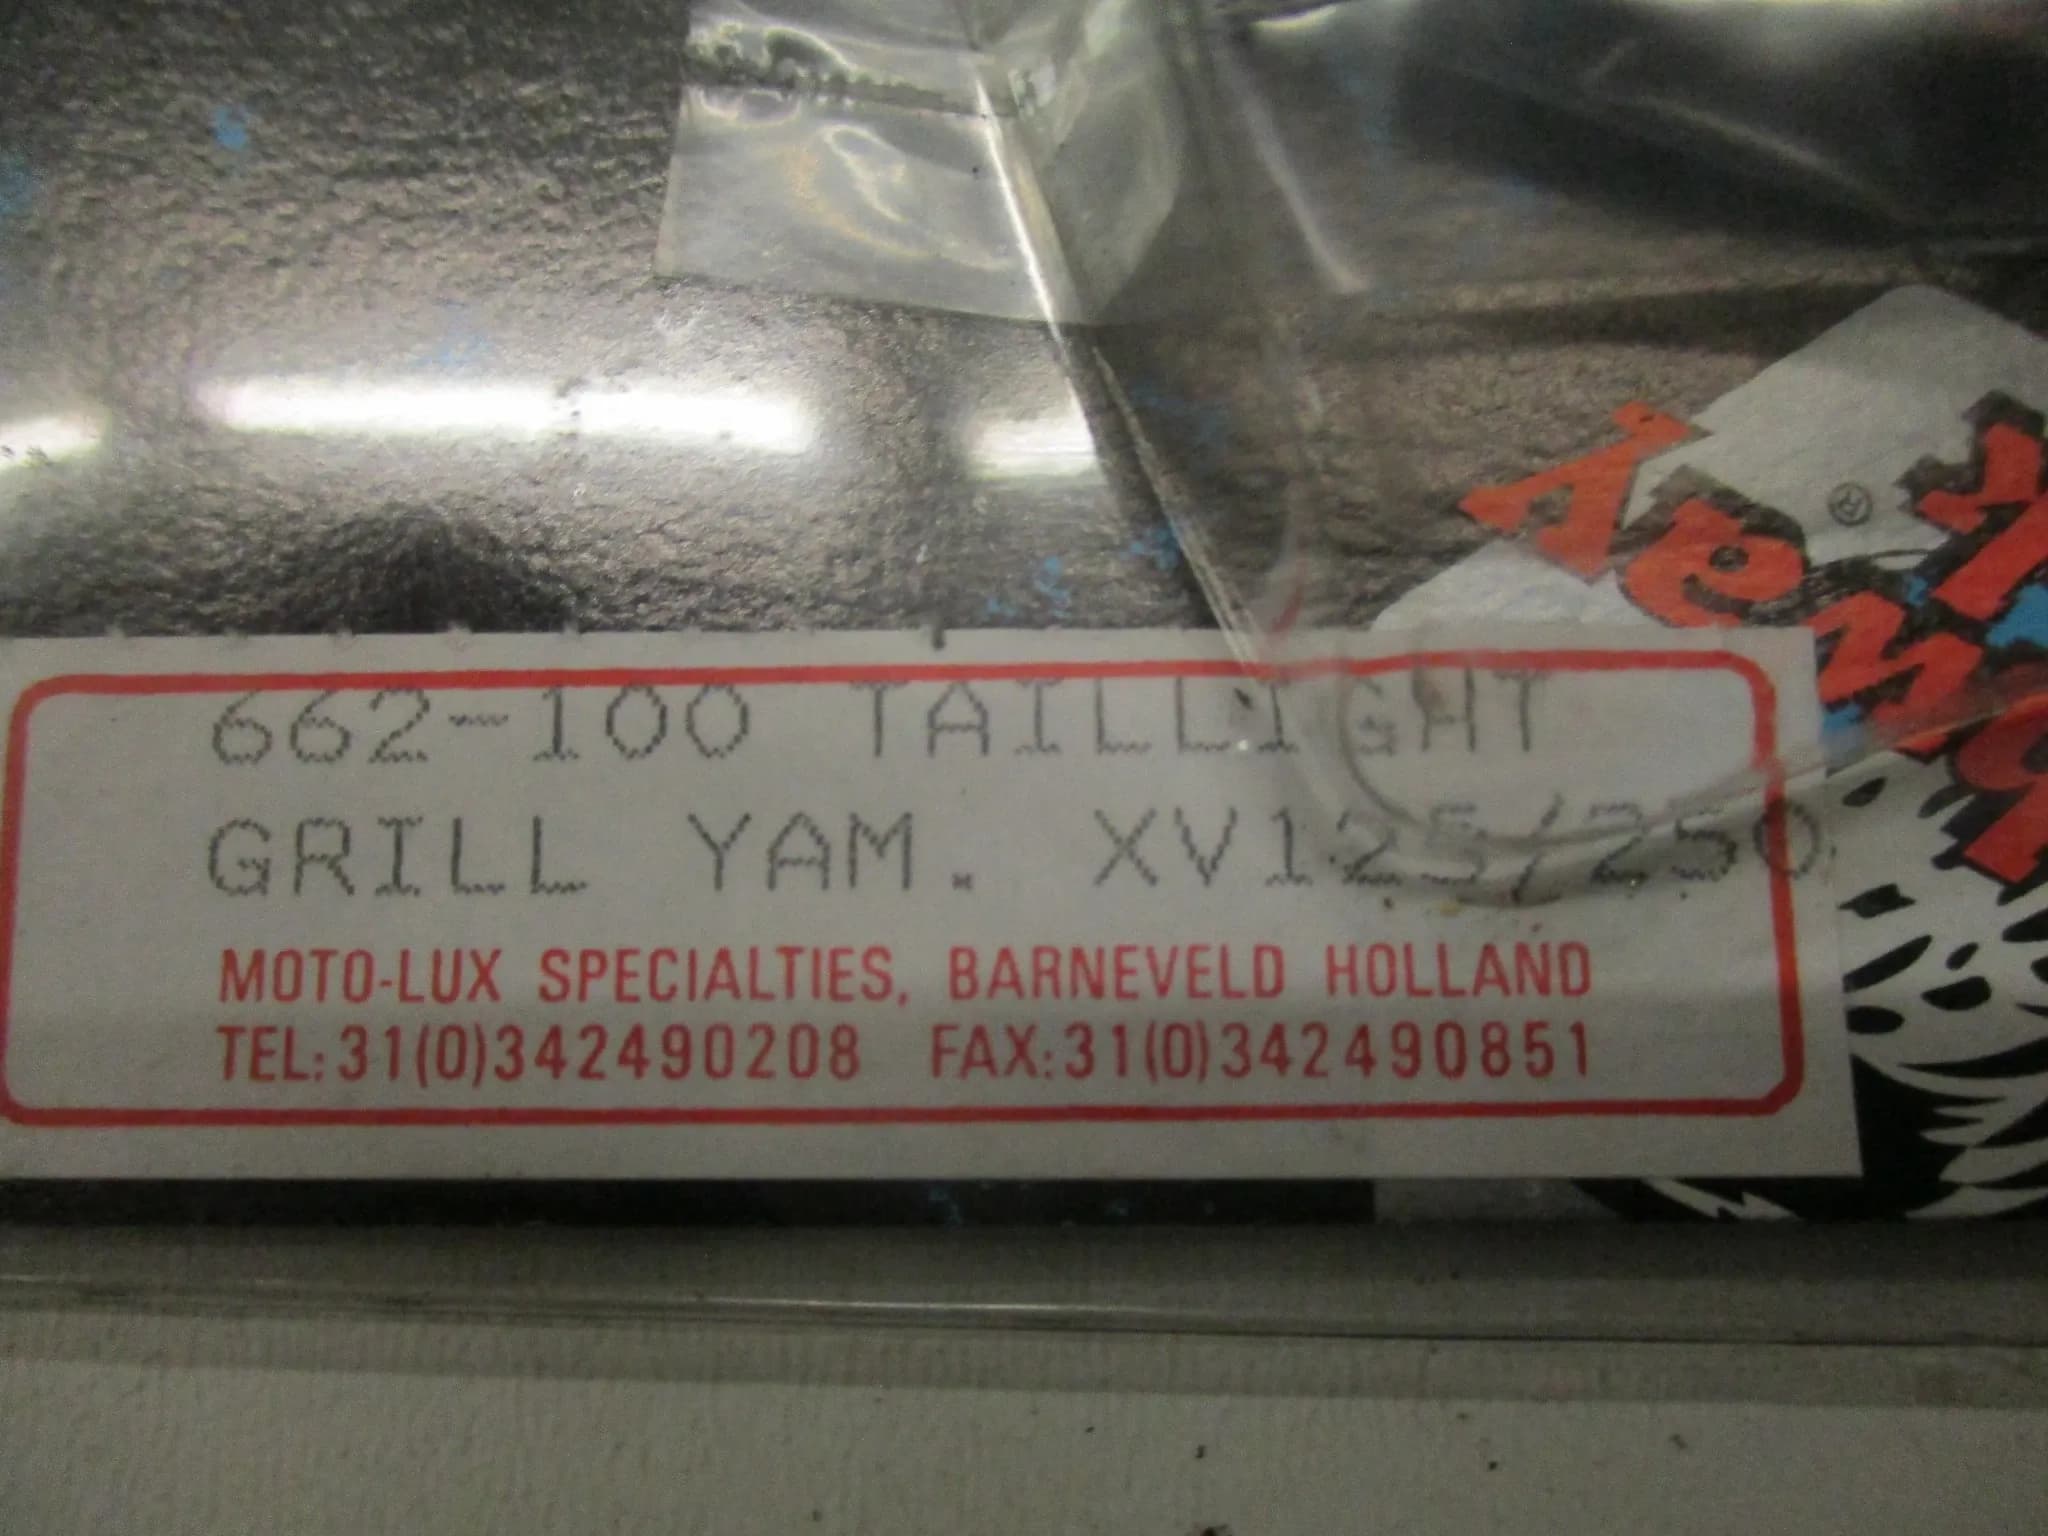 ®
662-100 TAILLIGHT
GRILL YAM. XV125/250
MOTO-LUX SPECIALTIES, BARNEVELD HOLLAND
TEL:31(0)342490208 FAX:31(0)342490851